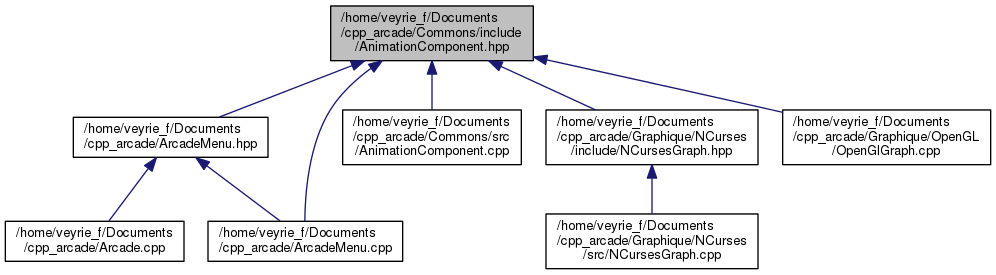 /home/veyrie_f/Documents
/cpp_arcade/Commons/include
/AnimationComponent.hpp
/home/veyrie_f/Documents
/cpp_arcade/ArcadeMenu.hpp
/home/veyrie_f/Documents
/cpp_arcade/Commons/src
/AnimationComponent.cpp
/home/veyrie_f/Documents
/cpp_arcade/Graphique/NCurses
/include/NCursesGraph.hpp
/home/veyrie_f/Documents
/cpp_arcade/Graphique/OpenGL
/OpenGlGraph.cpp
/home/veyrie_f/Documents
/cpp_arcade/Arcade.cpp
/home/veyrie_f/Documents
/cpp_arcade/ArcadeMenu.cpp
/home/veyrie_f/Documents
/cpp_arcade/Graphique/NCurses
/src/NCursesGraph.cpp